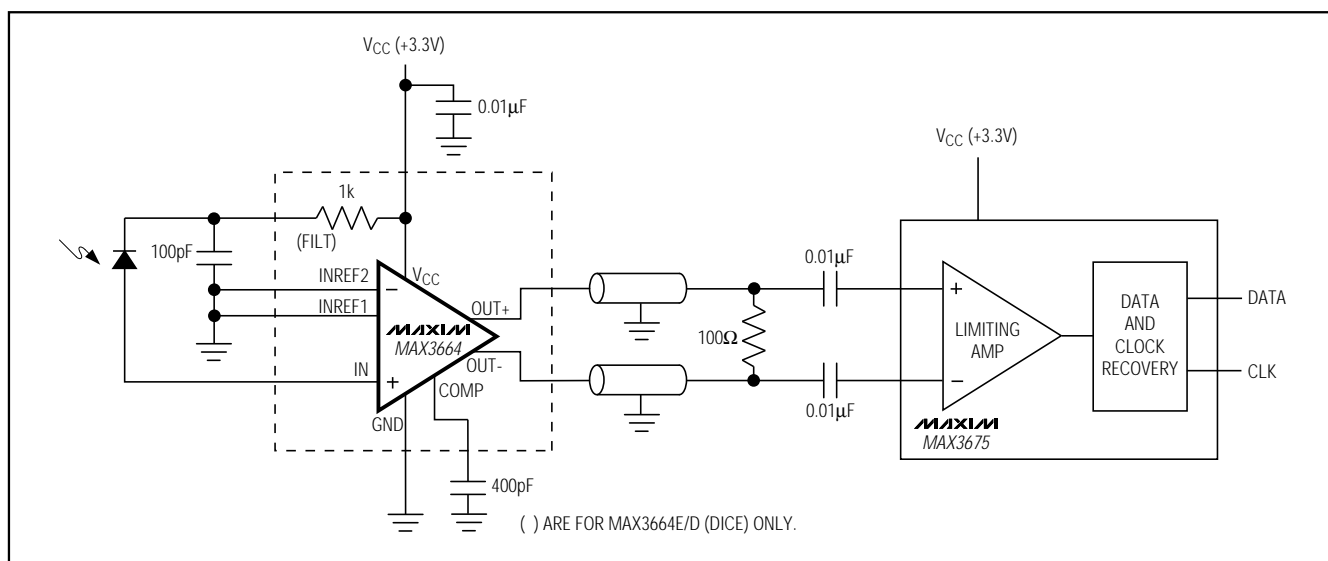 VCC (+3.3V)
0.01µF
VCC (+3.3V)
1k
(FILT)
100pF
0.01µF
INREF2
VCC
−
+
DATA
INREF1
OUT+
DATA
AND
CLOCK
RECOVERY
MAXIM
MAX3664
100Ω
LIMITING
AMP
OUT-
IN
+
COMP
−
CLK
GND
0.01µF
MAXIM
MAX3675
400pF
( ) ARE FOR MAX3664E/D (DICE) ONLY.